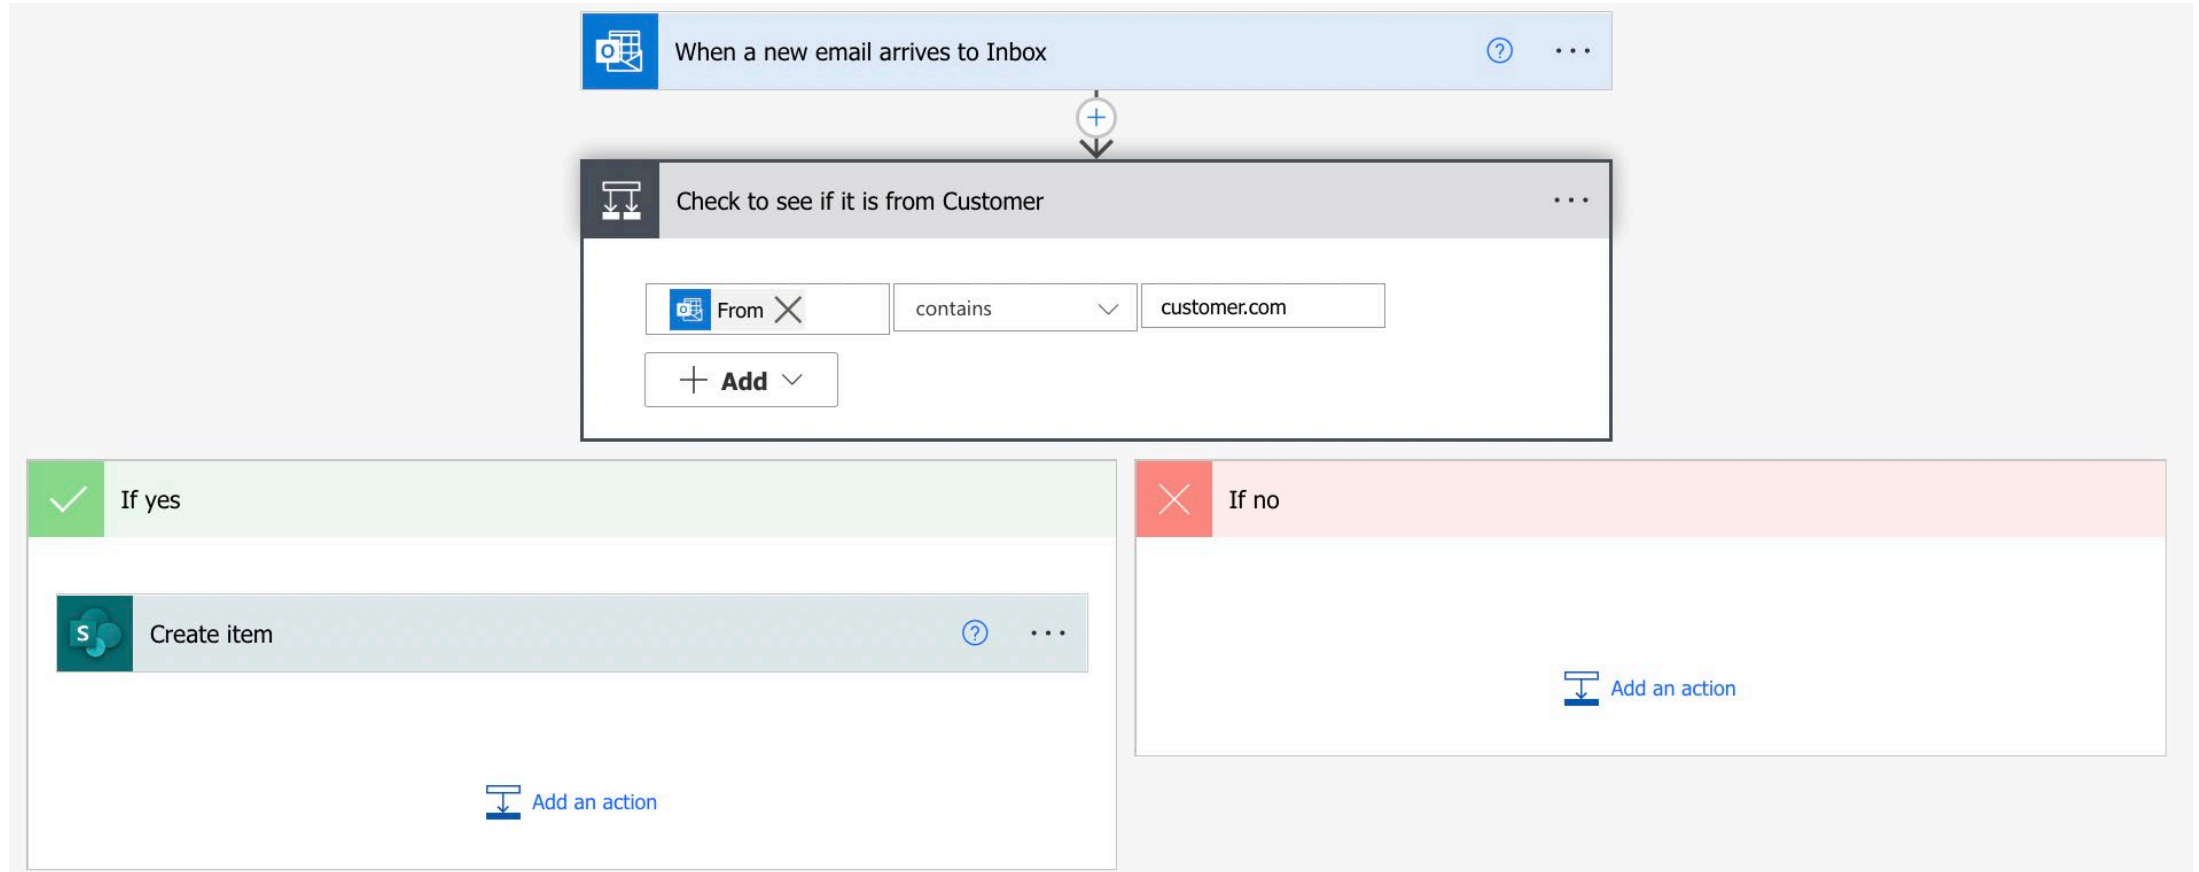 When a new email arrives to Inbox
Check to see if it is from Customer
From
contains
customer.com
Add
If yes
If no
Create item
Add an action
Add an action